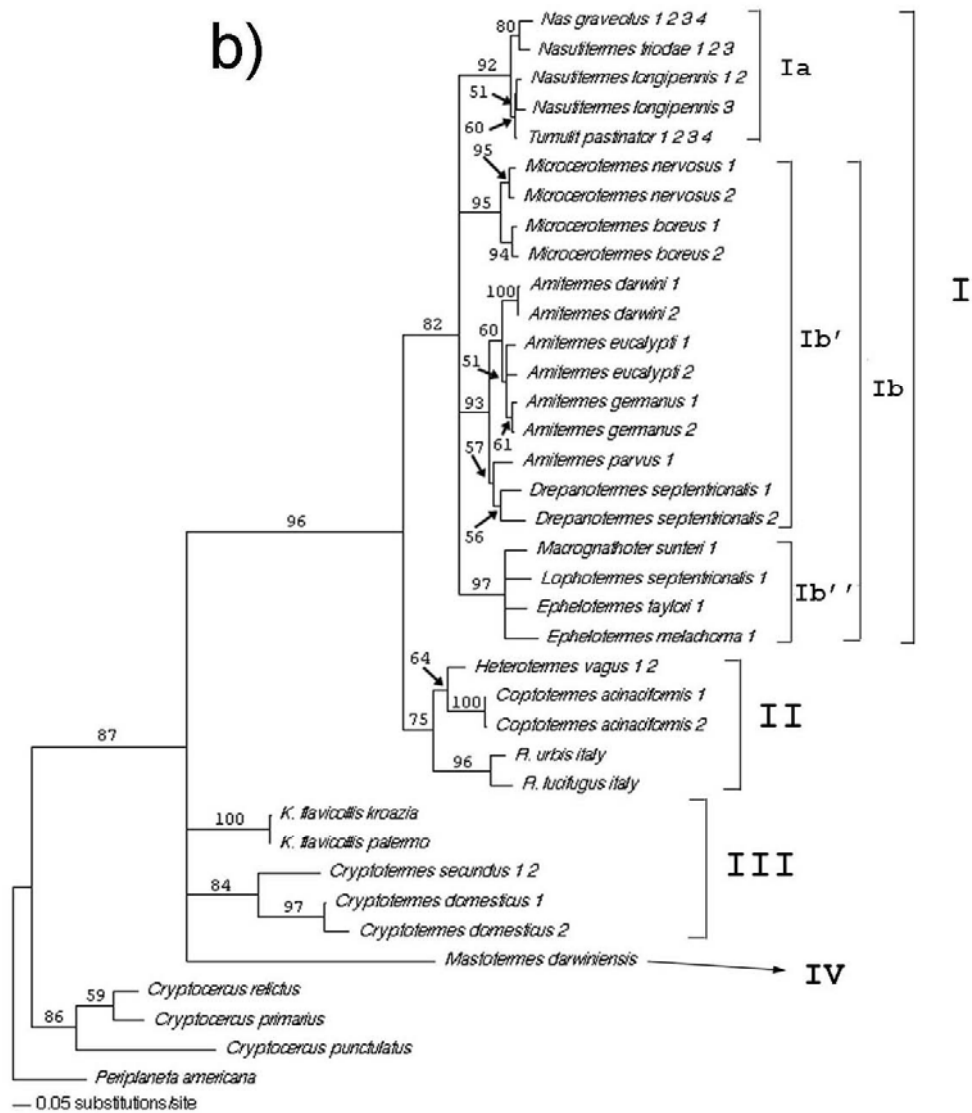 b)
80
Nas graveolus 1 2 3 4
Nasutitermes triodae 1 2 3
92
Nasutitermes longipennis 1 2
51
Nasutitermes longipennis 3
60
Tumulit pastinator 1 2 3 4
Ia
95
Microcerotermes nervosus 1
Microcerotermes nervosus 2
95
Microcerotermes boreus 1
94
Microcerotermes boreus 2
100
Amitermes darwini 1
Amitermes darwini 2
82
60
Amitermes eucalypti 1
51
Amitermes eucalypti 2
93
Amitermes germanus 1
61
Amitermes germanus 2
57
Amitermes parvus 1
Drepanotermes septentrionalis 1
56
Drepanotermes septentrionalis 2
Ib'
Macrognathoter sunteri 1
97
Lophotermes septentrionalis 1
Ephelotermes taylori 1
Ephelotermes melachoma 1
Ib''
Ib
I
96
64
Heterotermes vagus 1 2
100
Coptotermes acinaciformis 1
75
Coptotermes acinaciformis 2
96
R. urbis italy
R. lucifugus italy
II
87
100
K. flavicollis kroazia
K. flavicollis palermo
84
Cryptotermes secundus 1 2
97
Cryptotermes domesticus 1
Cryptotermes domesticus 2
III
Mastotermes darwiniensis
IV
59
Cryptocercus relictus
86
Cryptocercus primarius
Cryptocercus punctulatus
Periplaneta americana
0.05 substitutions/site